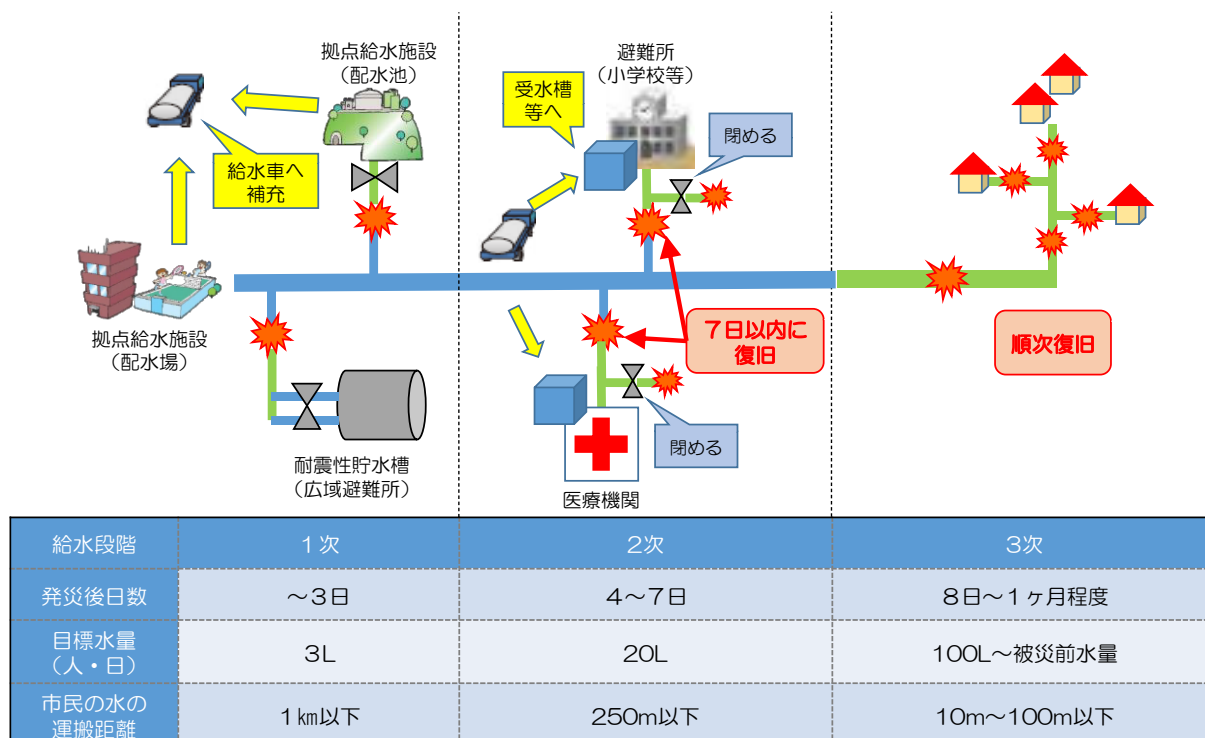 拠点給水施設
（配水池）
給水車へ
補充
拠点給水施設
（配水場）
耐震性貯水槽
（広域避難所）
避難所
（小学校等）
受水槽
等へ
閉める
７日以内に
復旧
閉める
医療機関
順次復旧
給水段階 １次 2次 3次
発災後日数 ～３日 ４～７日 ８日～１ヶ月程度
目標水量
（人・日） ３L 20L 100L～被災前水量
市民の水の
運搬距離 １㎞以下 250m以下 10m～100m以下